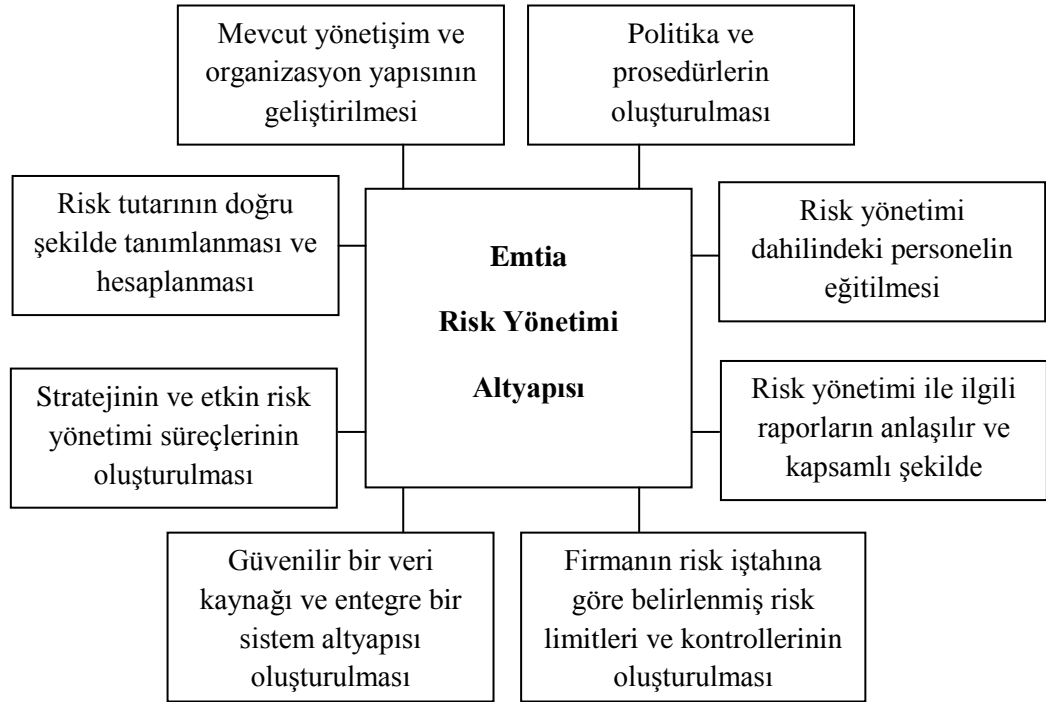 Mevcut yönetişim ve
organizasyon yapısının
geliştirilmesi
Politika ve
prosedürlerin
oluşturulması
Risk tutarının doğru
şekilde tanımlanması ve
hesaplanması
Emtia
Risk Yönetimi
Altyapısı
Risk yönetimi
dahilindeki personelin
eğitilmesi
Stratejinin ve etkin risk
yönetimi süreçlerinin
oluşturulması
Risk yönetimi ile ilgili
raporların anlaşılır ve
kapsamlı şekilde
Güvenilir bir veri
kaynağı ve entegre bir
sistem altyapısı
oluşturulması
Firmanın risk iştahına
göre belirlenmiş risk
limitleri ve kontrollerinin
oluşturulması